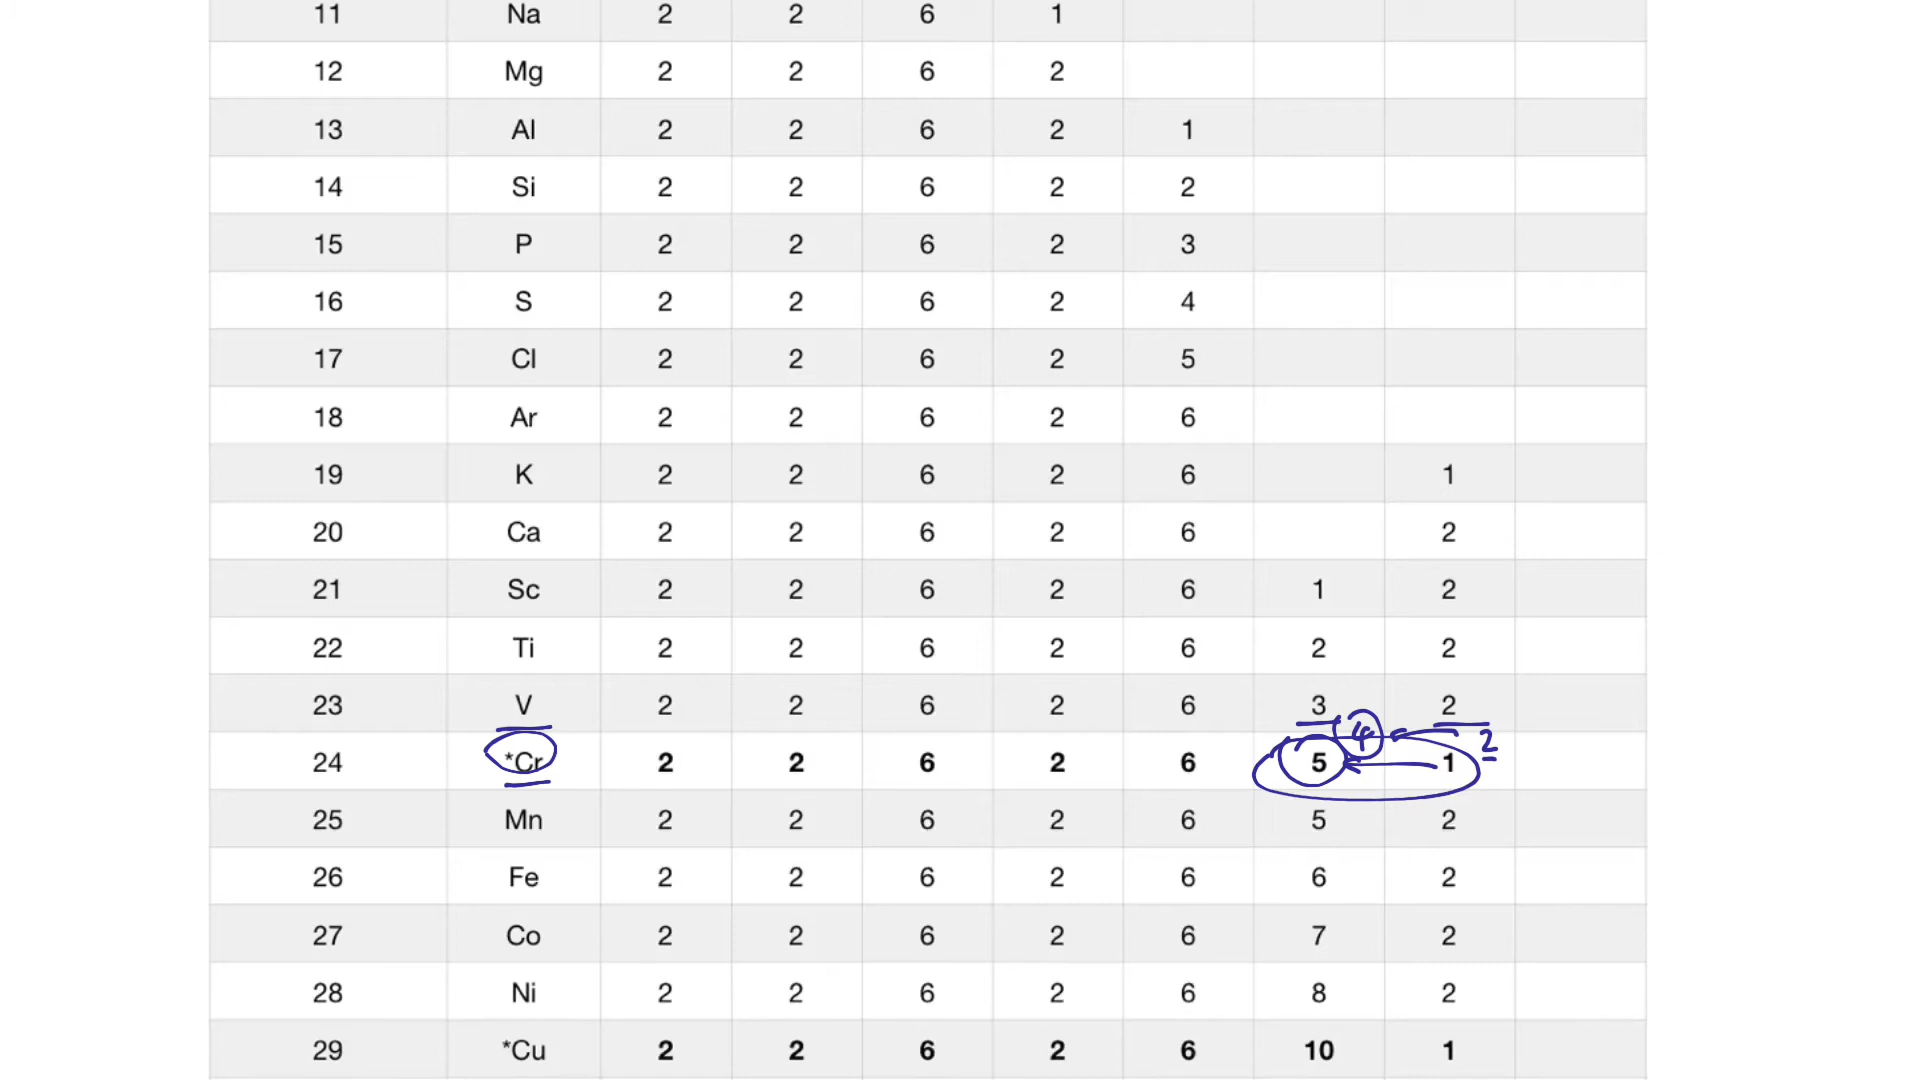 11 Na 2 2 6 1
12 Mg 2 2 6 2
13 Al 2 2 6 2 1
14 Si 2 2 6 2 2
15 P 2 2 6 2 3
16 S 2 2 6 2 4
17 Cl 2 2 6 2 5
18 Ar 2 2 6 2 6
19 K 2 2 6 2 6 1
20 Ca 2 2 6 2 6 2
21 Sc 2 2 6 2 6 1 2
22 Ti 2 2 6 2 6 2 2
23 V 2 2 6 2 6 3 2
4 2
24 *Cr 2 2 6 2 6 5 1
25 Mn 2 2 6 2 6 5 2
26 Fe 2 2 6 2 6 6 2
27 Co 2 2 6 2 6 7 2
28 Ni 2 2 6 2 6 8 2
29 *Cu 2 2 6 2 6 10 1